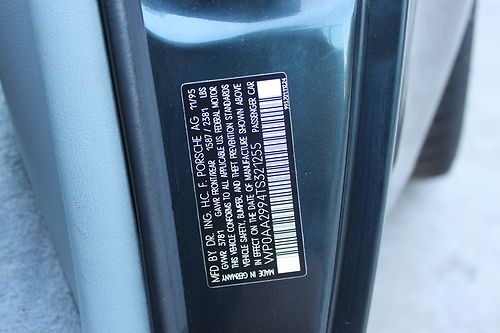 MFD BY DR. ING. H.C. F. PORSCHE AG 11/95
GVWR 3781 GAWR FRONT/REAR 1587 / 2381 LBS
THIS VEHICLE CONFORMS TO ALL APPLICABLE U.S. FEDERAL MOTOR
VEHICLE SAFETY, BUMPER, AND THEFT PREVENTION STANDARDS
IN EFFECT ON THE DATE OF MANUFACTURE SHOWN ABOVE
WP0AA2994TS321255 PASSENGER CAR
MADE IN GERMANY